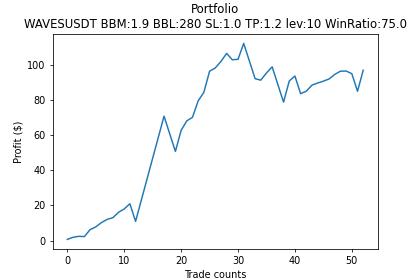 Portfolio
WAVESUSDT BBM:1.9 BBL:280 SL:1.0 TP:1.2 lev:10 WinRatio:75.0
100
80
60
40
20
0
Profit ($)
0 10 20 30 40 50
Trade counts